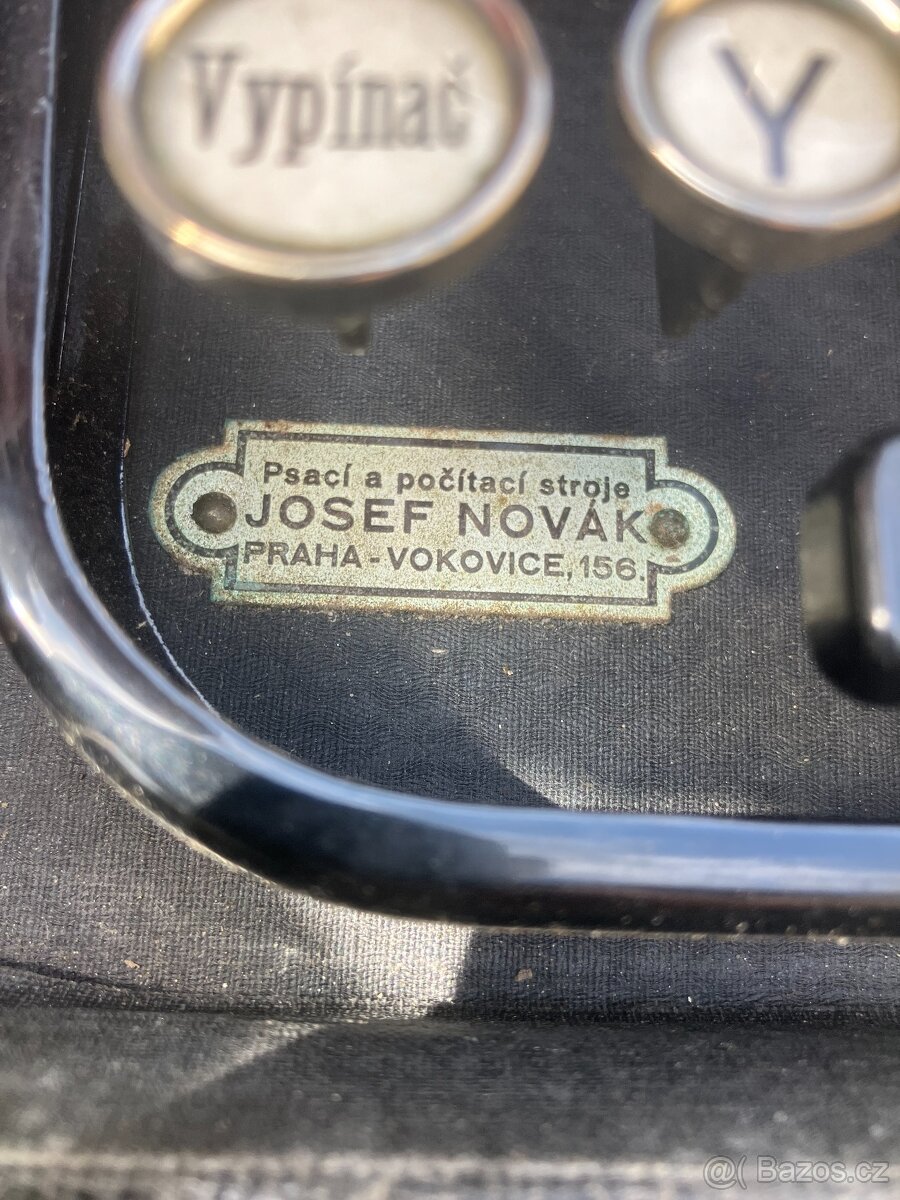 Vypínač
Y
Psací a počítací stroje
JOSEF NOVÁK
PRAHA-VOKOVICE, 156.
@( Bazos.cz